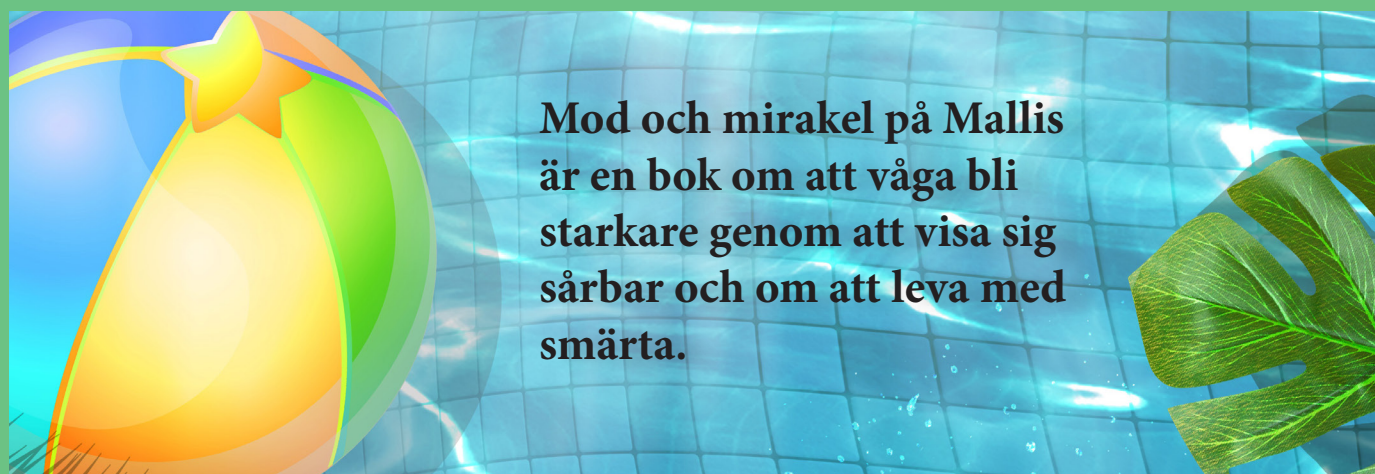 Mod och mirakel på Mallis
är en bok om att våga bli
starkare genom att visa sig
sårbar och om att leva med
smärta.